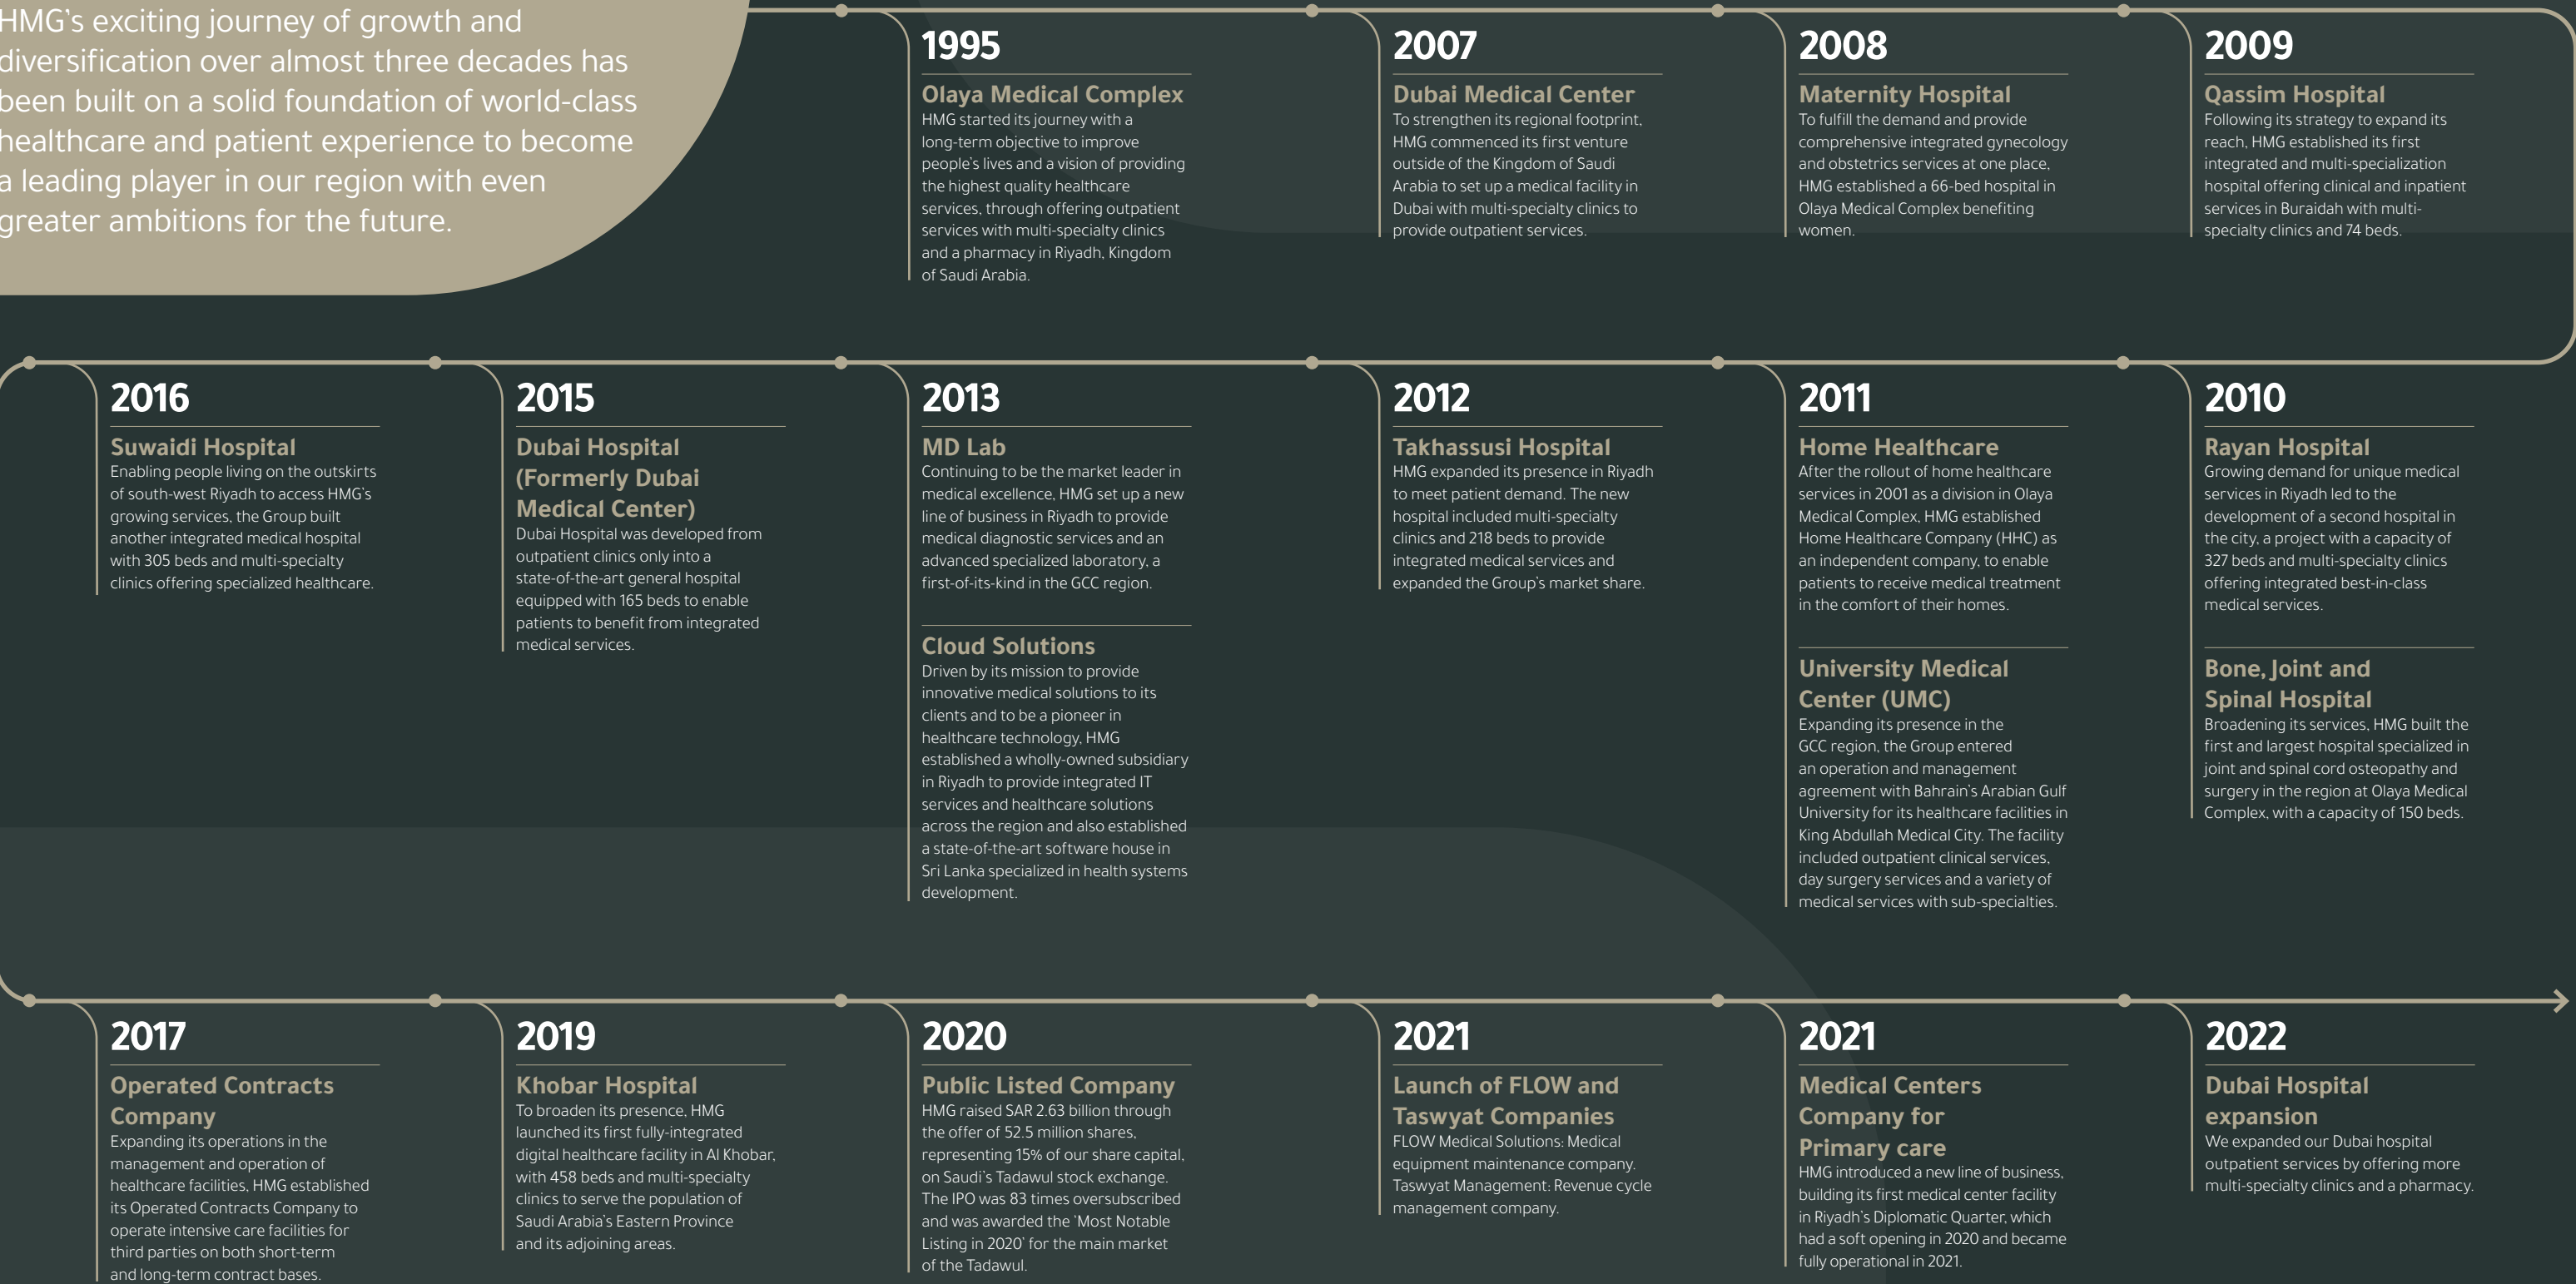 HMG's exciting journey of growth and
diversification over almost three decades has
been built on a solid foundation of world-class
healthcare and patient experience to become
a leading player in our region with even
greater ambitions for the future.
1995
Olaya Medical Complex
HMG started its journey with a
long-term objective to improve
people's lives and a vision of providing
the highest quality healthcare
services, through offering outpatient
services with multi-specialty clinics
and a pharmacy in Riyadh, Kingdom
of Saudi Arabia.
2007
Dubai Medical Center
To strengthen its regional footprint,
HMG commenced its first venture
outside of the Kingdom of Saudi
Arabia to set up a medical facility in
Dubai with multi-specialty clinics to
provide outpatient services.
2008
Maternity Hospital
To fulfill the demand and provide
comprehensive integrated gynecology
and obstetrics services at one place,
HMG established a 66-bed hospital in
Olaya Medical Complex benefiting
women.
2009
Qassim Hospital
Following its strategy to expand its
reach, HMG established its first
integrated and multi-specialization
hospital offering clinical and inpatient
services in Buraidah with multi-
specialty clinics and 74 beds.
2016
Suwaidi Hospital
Enabling people living on the outskirts
of south-west Riyadh to access HMG's
growing services, the Group built
another integrated medical hospital
with 305 beds and multi-specialty
clinics offering specialized healthcare.
2015
Dubai Hospital
(Formerly Dubai
Medical Center)
Dubai Hospital was developed from
outpatient clinics only into a
state-of-the-art general hospital
equipped with 165 beds to enable
patients to benefit from integrated
medical services.
2013
MD Lab
Continuing to be the market leader in
medical excellence, HMG set up a new
line of business in Riyadh to provide
medical diagnostic services and an
advanced specialized laboratory, a
first-of-its-kind in the GCC region.
Cloud Solutions
Driven by its mission to provide
innovative medical solutions to its
clients and to be a pioneer in
healthcare technology, HMG
established a wholly-owned subsidiary
in Riyadh to provide integrated IT
services and healthcare solutions
across the region and also established
a state-of-the-art software house in
Sri Lanka specialized in health systems
development.
2012
Takhassusi Hospital
HMG expanded its presence in Riyadh
to meet patient demand. The new
hospital included multi-specialty
clinics and 218 beds to provide
integrated medical services and
expanded the Group's market share.
2011
Home Healthcare
After the rollout of home healthcare
services in 2001 as a division in Olaya
Medical Complex, HMG established
Home Healthcare Company (HHC) as
an independent company, to enable
patients to receive medical treatment
in the comfort of their homes.
University Medical
Center (UMC)
Expanding its presence in the
GCC region, the Group entered
an operation and management
agreement with Bahrain's Arabian Gulf
University for its healthcare facilities in
King Abdullah Medical City. The facility
included outpatient clinical services,
day surgery services and a variety of
medical services with sub-specialties.
2010
Rayan Hospital
Growing demand for unique medical
services in Riyadh led to the
development of a second hospital in
the city, a project with a capacity of
327 beds and multi-specialty clinics
offering integrated best-in-class
medical services.
Bone, Joint and
Spinal Hospital
Broadening its services, HMG built the
first and largest hospital specialized in
joint and spinal cord osteopathy and
surgery in the region at Olaya Medical
Complex, with a capacity of 150 beds.
2017
Operated Contracts
Company
Expanding its operations in the
management and operation of
healthcare facilities, HMG established
its Operated Contracts Company to
operate intensive care facilities for
third parties on both short-term
and long-term contract bases.
2019
Khobar Hospital
To broaden its presence, HMG
launched its first fully-integrated
digital healthcare facility in Al Khobar,
with 458 beds and multi-specialty
clinics to serve the population of
Saudi Arabia's Eastern Province
and its adjoining areas.
2020
Public Listed Company
HMG raised SAR 2.63 billion through
the offer of 52.5 million shares,
representing 15% of our share capital,
on Saudi's Tadawul stock exchange.
The IPO was 83 times oversubscribed
and was awarded the 'Most Notable
Listing in 2020' for the main market
of the Tadawul.
2021
Launch of FLOW and
Taswyat Companies
FLOW Medical Solutions: Medical
equipment maintenance company.
Taswyat Management: Revenue cycle
management company.
2021
Medical Centers
Company for
Primary care
HMG introduced a new line of business,
building its first medical center facility
in Riyadh's Diplomatic Quarter, which
had a soft opening in 2020 and became
fully operational in 2021.
2022
Dubai Hospital
expansion
We expanded our Dubai hospital
outpatient services by offering more
multi-specialty clinics and a pharmacy.